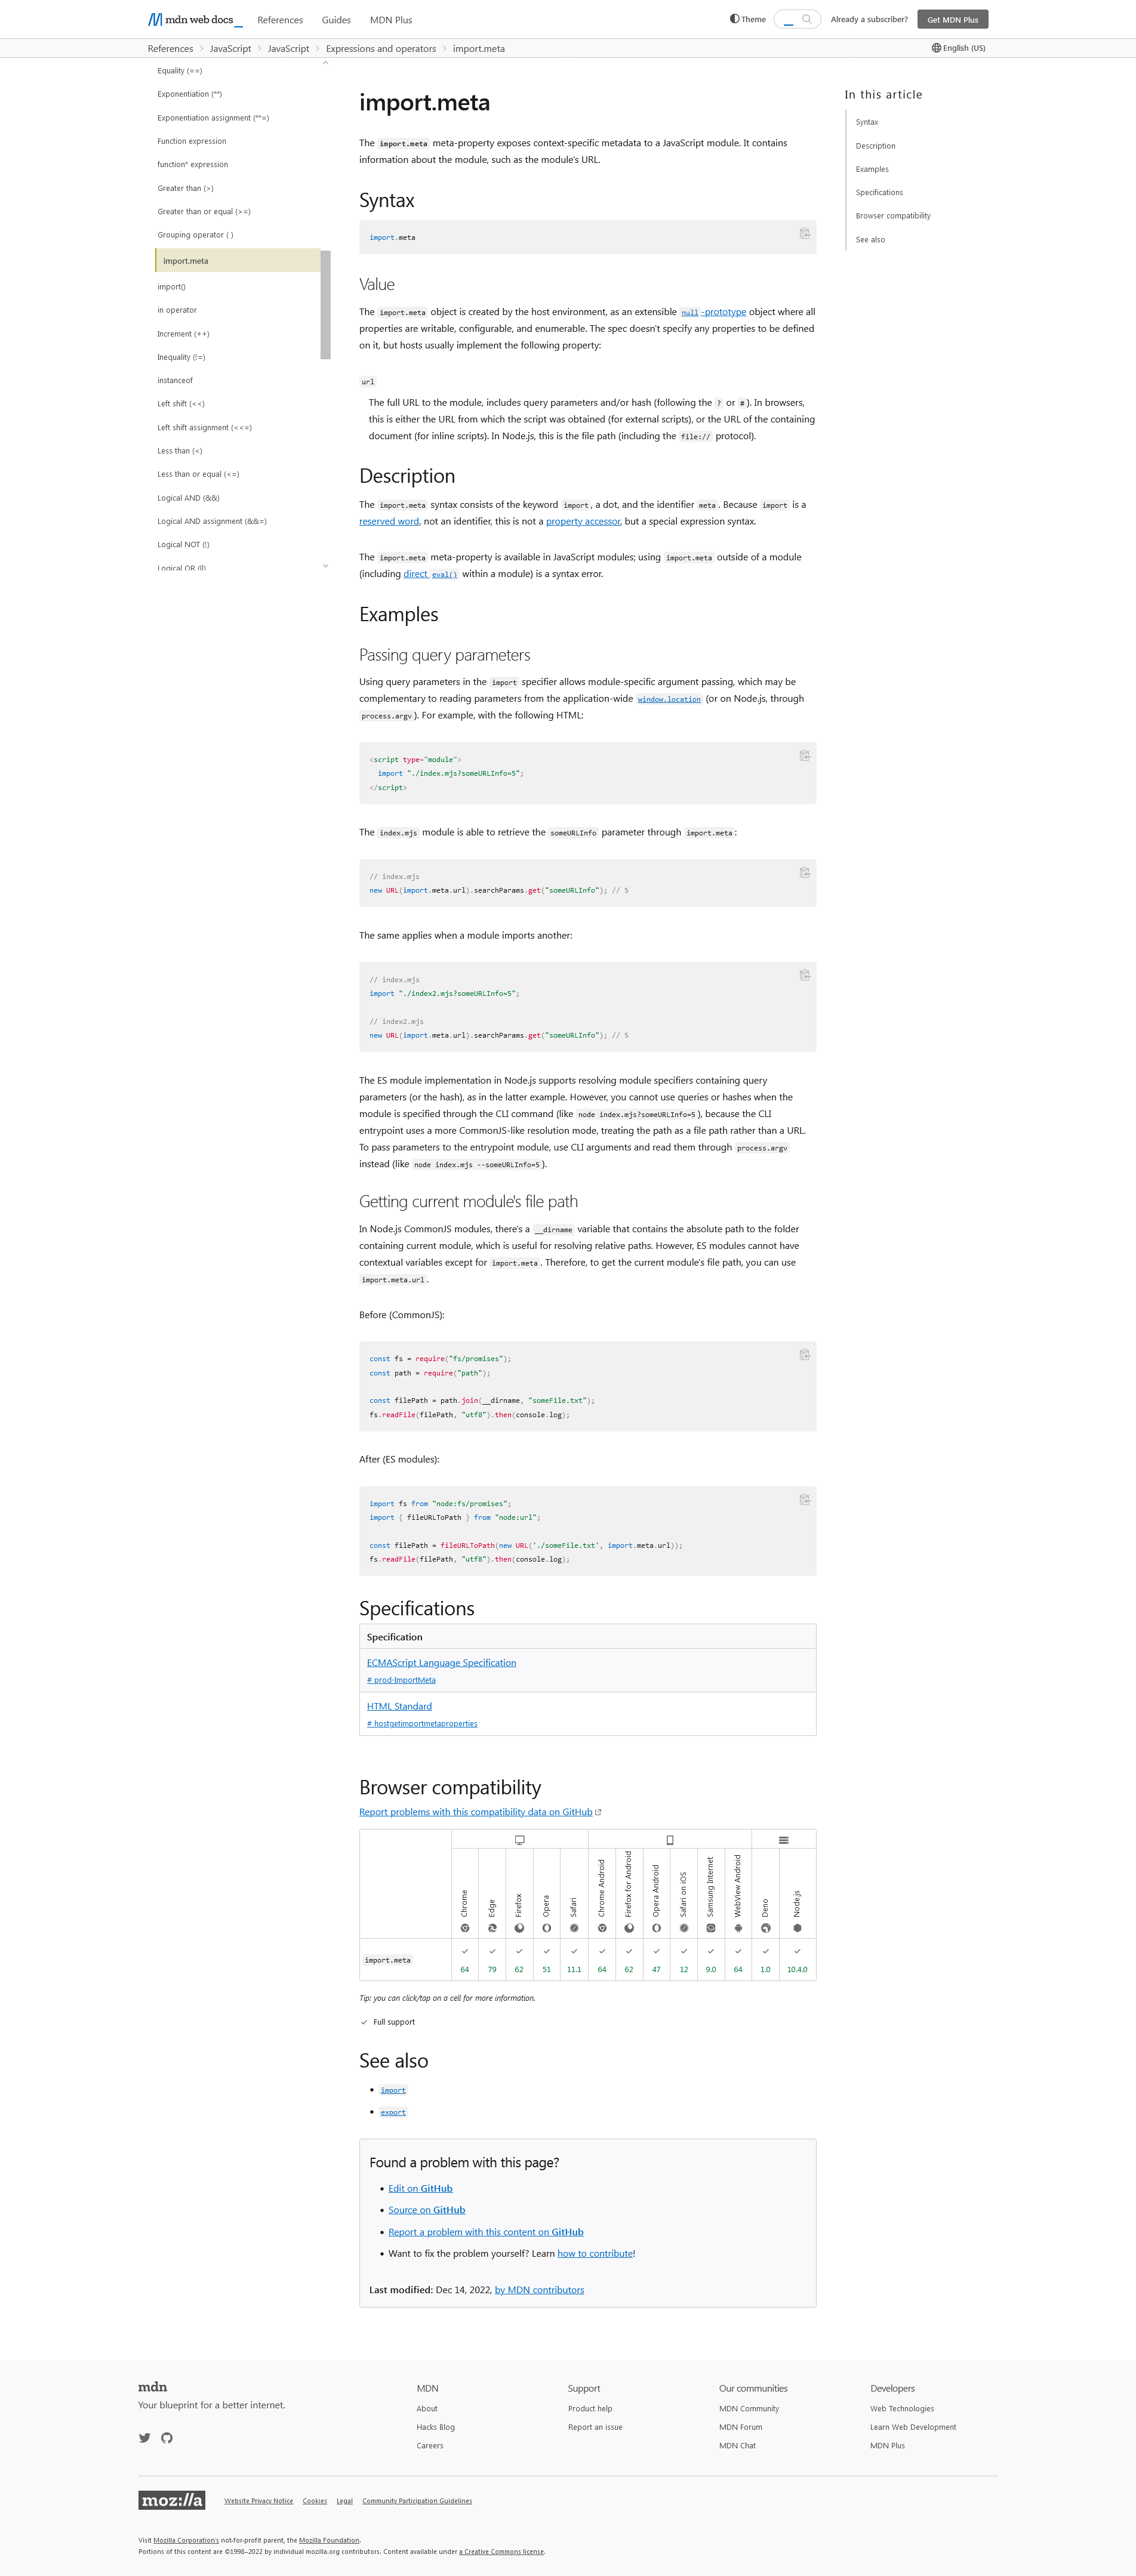 mdn web docs_
References
Guides
MDN Plus
Theme
Already a subscriber?
Get MDN Plus
References
JavaScript
JavaScript
Expressions and operators
import.meta
English (US)
Equality (==)
Exponentiation (**)
Exponentiation assignment (**=)
Function expression
function* expression
Greater than (>)
Greater than or equal (>=)
Grouping operator ( )
import.meta
import()
in operator
Increment (++)
Inequality (!=)
instanceof
Left shift (<<)
Left shift assignment (<<=)
Less than (<)
Less than or equal (<=)
Logical AND (&&)
Logical AND assignment (&&=)
Logical NOT (!)
Logical OR (||)
import.meta
The import.meta meta-property exposes context-specific metadata to a JavaScript module. It contains
information about the module, such as the module's URL.
Syntax
import.meta
Value
The import.meta object is created by the host environment, as an extensible null-prototype object where all
properties are writable, configurable, and enumerable. The spec doesn't specify any properties to be defined
on it, but hosts usually implement the following property:
url
The full URL to the module, includes query parameters and/or hash (following the ? or #). In browsers,
this is either the URL from which the script was obtained (for external scripts), or the URL of the containing
document (for inline scripts). In Node.js, this is the file path (including the file:// protocol).
Description
The import.meta syntax consists of the keyword import, a dot, and the identifier meta. Because import is a
reserved word, not an identifier, this is not a property accessor, but a special expression syntax.
The import.meta meta-property is available in JavaScript modules; using import.meta outside of a module
(including direct eval() within a module) is a syntax error.
Examples
Passing query parameters
Using query parameters in the import specifier allows module-specific argument passing, which may be
complementary to reading parameters from the application-wide window.location (or on Node.js, through
process.argv). For example, with the following HTML:
<script type="module">
import "./index.mjs?someURLInfo=5";
</script>
The index.mjs module is able to retrieve the someURLInfo parameter through import.meta:
// index.mjs
new URL(import.meta.url).searchParams.get("someURLInfo"); // 5
The same applies when a module imports another:
// index.mjs
import "./index2.mjs?someURLInfo=5";
// index2.mjs
new URL(import.meta.url).searchParams.get("someURLInfo"); // 5
The ES module implementation in Node.js supports resolving module specifiers containing query
parameters (or the hash), as in the latter example. However, you cannot use queries or hashes when the
module is specified through the CLI command (like node index.mjs?someURLInfo=5), because the CLI
entrypoint uses a more CommonJS-like resolution mode, treating the path as a file path rather than a URL.
To pass parameters to the entrypoint module, use CLI arguments and read them through process.argv
instead (like node index.mjs --someURLInfo=5).
Getting current module's file path
In Node.js CommonJS modules, there's a __dirname variable that contains the absolute path to the folder
containing current module, which is useful for resolving relative paths. However, ES modules cannot have
contextual variables except for import.meta. Therefore, to get the current module's file path, you can use
import.meta.url.
Before (CommonJS):
const fs = require("fs/promises");
const path = require("path");
const filePath = path.join(__dirname, "someFile.txt");
fs.readFile(filePath, "utf8").then(console.log);
After (ES modules):
import fs from "node:fs/promises";
import { fileURLToPath } from "node:url";
const filePath = fileURLToPath(new URL('./someFile.txt', import.meta.url));
fs.readFile(filePath, "utf8").then(console.log);
Specifications
Specification
ECMAScript Language Specification
# prod-ImportMeta
HTML Standard
# hostgetimportmetaproperties
Browser compatibility
Report problems with this compatibility data on GitHub
Chrome
Edge
Firefox
Opera
Safari
Chrome Android
Firefox for Android
Opera Android
Safari on iOS
Samsung Internet
WebView Android
Deno
Node.js
import.meta
64 79 62 51 11.1 64 62 47 12 9.0 64 1.0 10.4.0
Tip: you can click/tap on a cell for more information.
Full support
See also
import
export
Found a problem with this page?
Edit on GitHub
Source on GitHub
Report a problem with this content on GitHub
Want to fix the problem yourself? Learn how to contribute!
Last modified: Dec 14, 2022, by MDN contributors
In this article
Syntax
Description
Examples
Specifications
Browser compatibility
See also
mdn
Your blueprint for a better internet.
MDN
About
Hacks Blog
Careers
Support
Product help
Report an issue
Our communities
MDN Community
MDN Forum
MDN Chat
Developers
Web Technologies
Learn Web Development
MDN Plus
moz://a
Website Privacy Notice
Cookies
Legal
Community Participation Guidelines
Visit Mozilla Corporation's not-for-profit parent, the Mozilla Foundation.
Portions of this content are ©1998–2022 by individual mozilla.org contributors. Content available under a Creative Commons license.